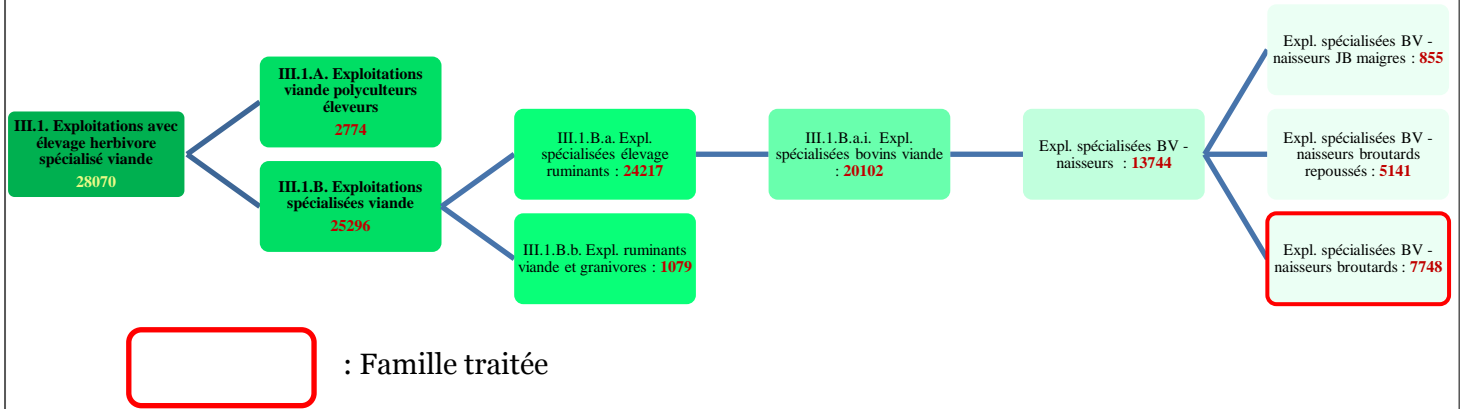 III.1. Exploitations avec
élevage herbivore
spécialisé viande
28070
III.1.A. Exploitations
viande polyculteurs
éleveurs
2774
III.1.B. Exploitations
spécialisées viande
25296
III.1.B.a. Expl.
spécialisées élevage
ruminants : 24217
III.1.B.b. Expl. ruminants
viande et granivores : 1079
III.1.B.a.i. Expl.
spécialisées bovins viande
: 20102
Expl. spécialisées BV -
naisseurs : 13744
Expl. spécialisées BV -
naisseurs JB maigres : 855
Expl. spécialisées BV -
naisseurs broutards
repoussés : 5141
Expl. spécialisées BV -
naisseurs broutards : 7748
: Famille traitée